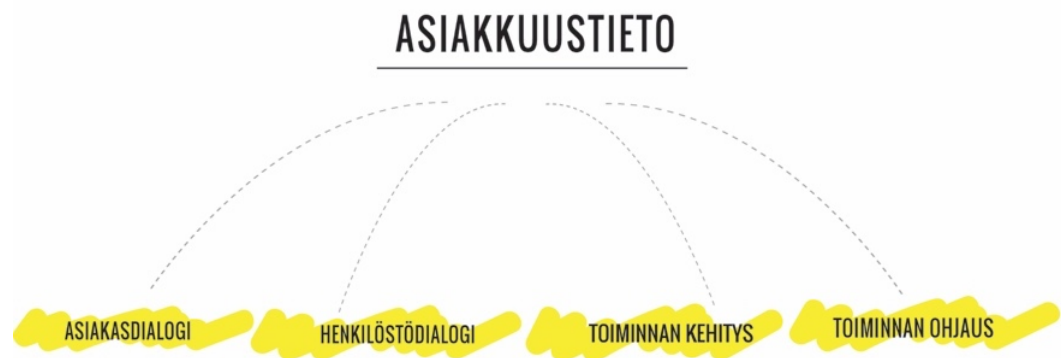 ASIAKKUUSTIETO
ASIAKASDIALOGI
HENKILÖSTÖDIALOGI
TOIMINNAN KEHITYS
TOIMINNAN OHJAUS